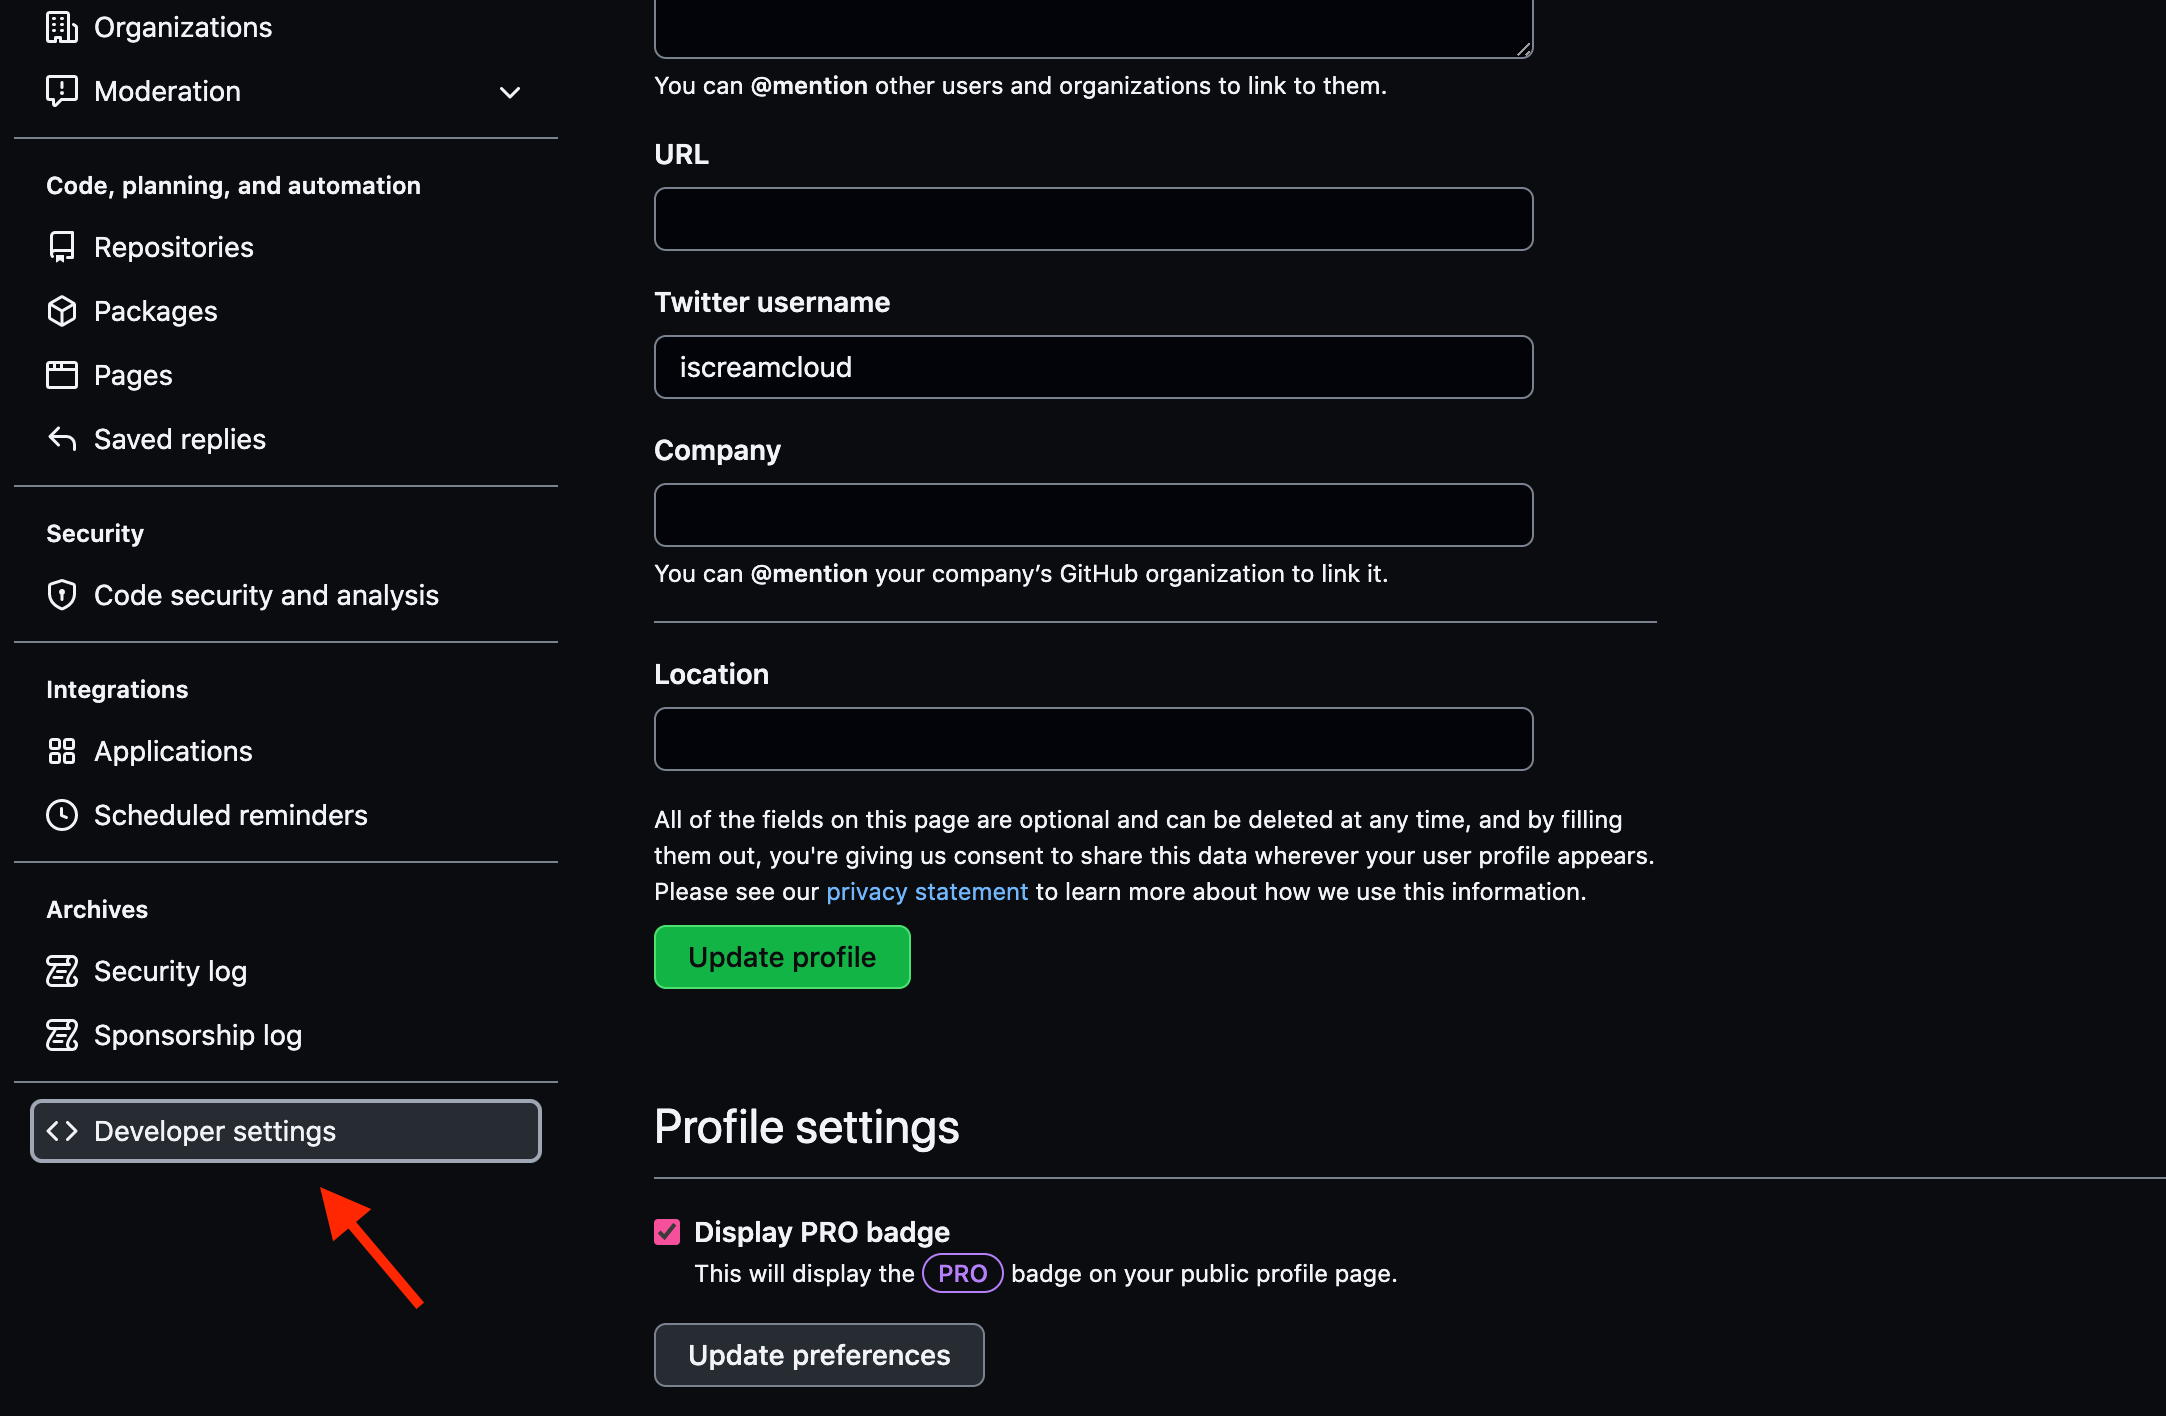 Organizations
Moderation
Code, planning, and automation
Repositories
Packages
Pages
Saved replies
Security
Code security and analysis
Integrations
Applications
Scheduled reminders
Archives
Security log
Sponsorship log
Developer settings
You can @mention other users and organizations to link to them.
URL
Twitter username
iscreamcloud
Company
You can @mention your company’s GitHub organization to link it.
Location
All of the fields on this page are optional and can be deleted at any time, and by filling
them out, you're giving us consent to share this data wherever your user profile appears.
Please see our privacy statement to learn more about how we use this information.
Update profile
Profile settings
Display PRO badge
This will display the PRO badge on your public profile page.
Update preferences